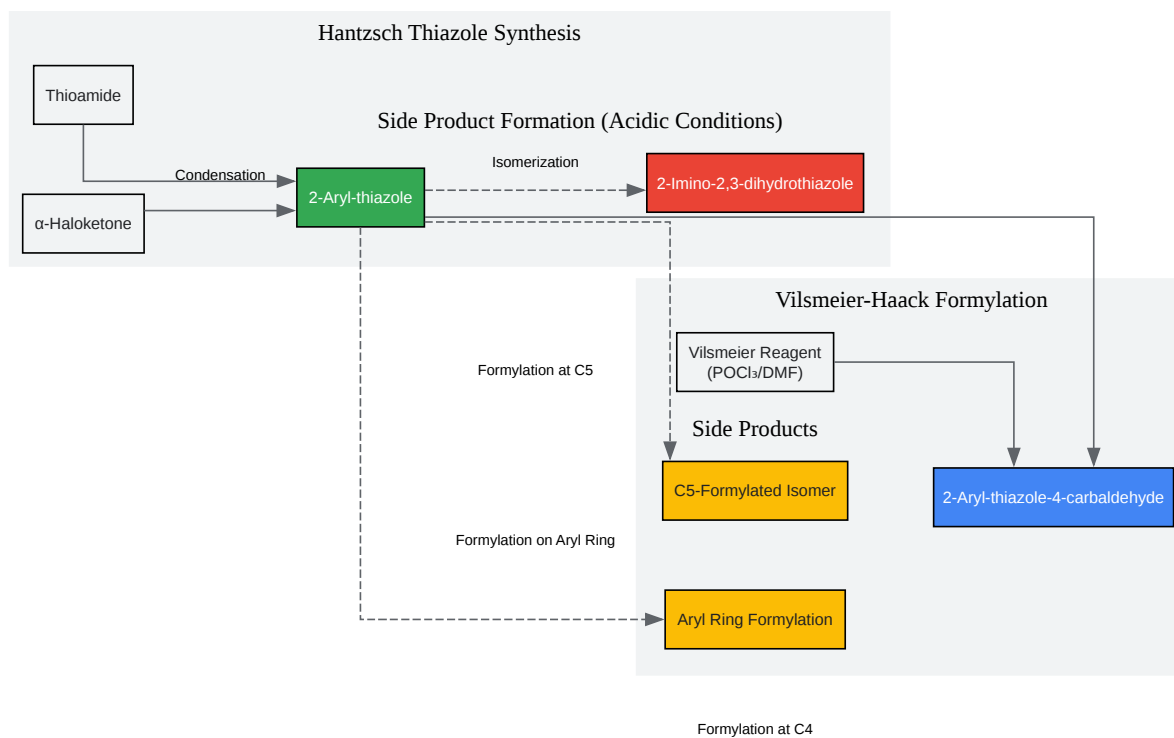 Hantzsch Thiazole Synthesis
Thioamide
Side Product Formation (Acidic Conditions)
Isomerization
Condensation
2-Aryl-thiazole
2-Imino-2,3-dihydrothiazole
α-Haloketone
Vilsmeier-Haack Formylation
Vilsmeier Reagent
(POCl₃/DMF)
Formylation at C5
Side Products
C5-Formylated Isomer
2-Aryl-thiazole-4-carbaldehyde
Formylation on Aryl Ring
Aryl Ring Formylation
Formylation at C4